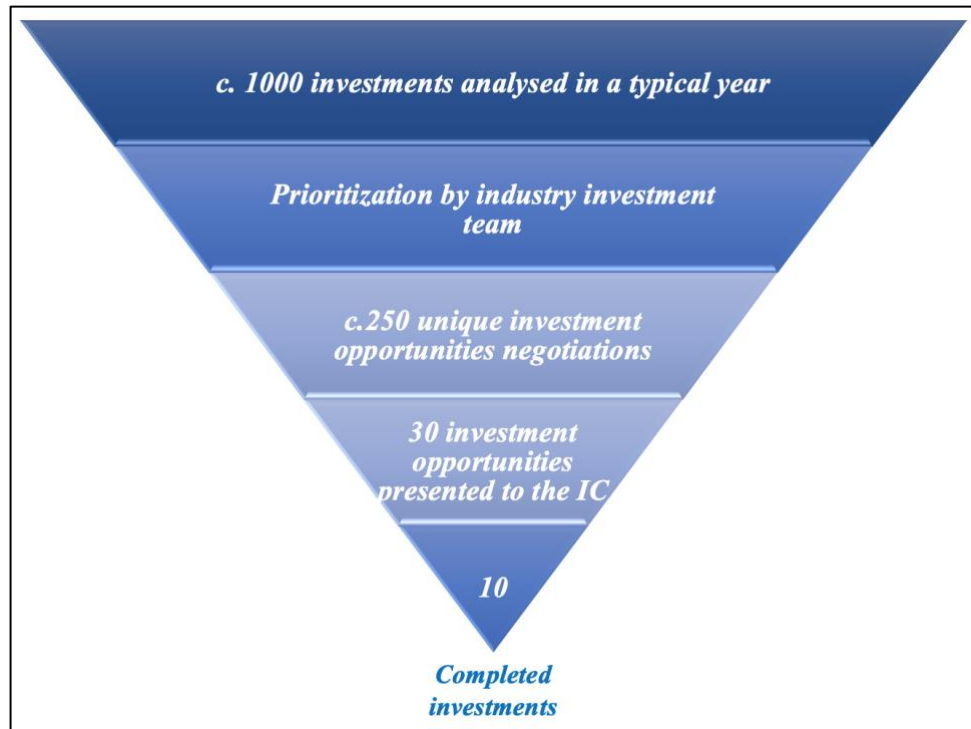 c. 1000 investments analysed in a typical year
Prioritization by industry investment
team
c.250 unique investment
opportunities negotiations
30 investment
opportunities
presented to the IC
10
Completed
investments